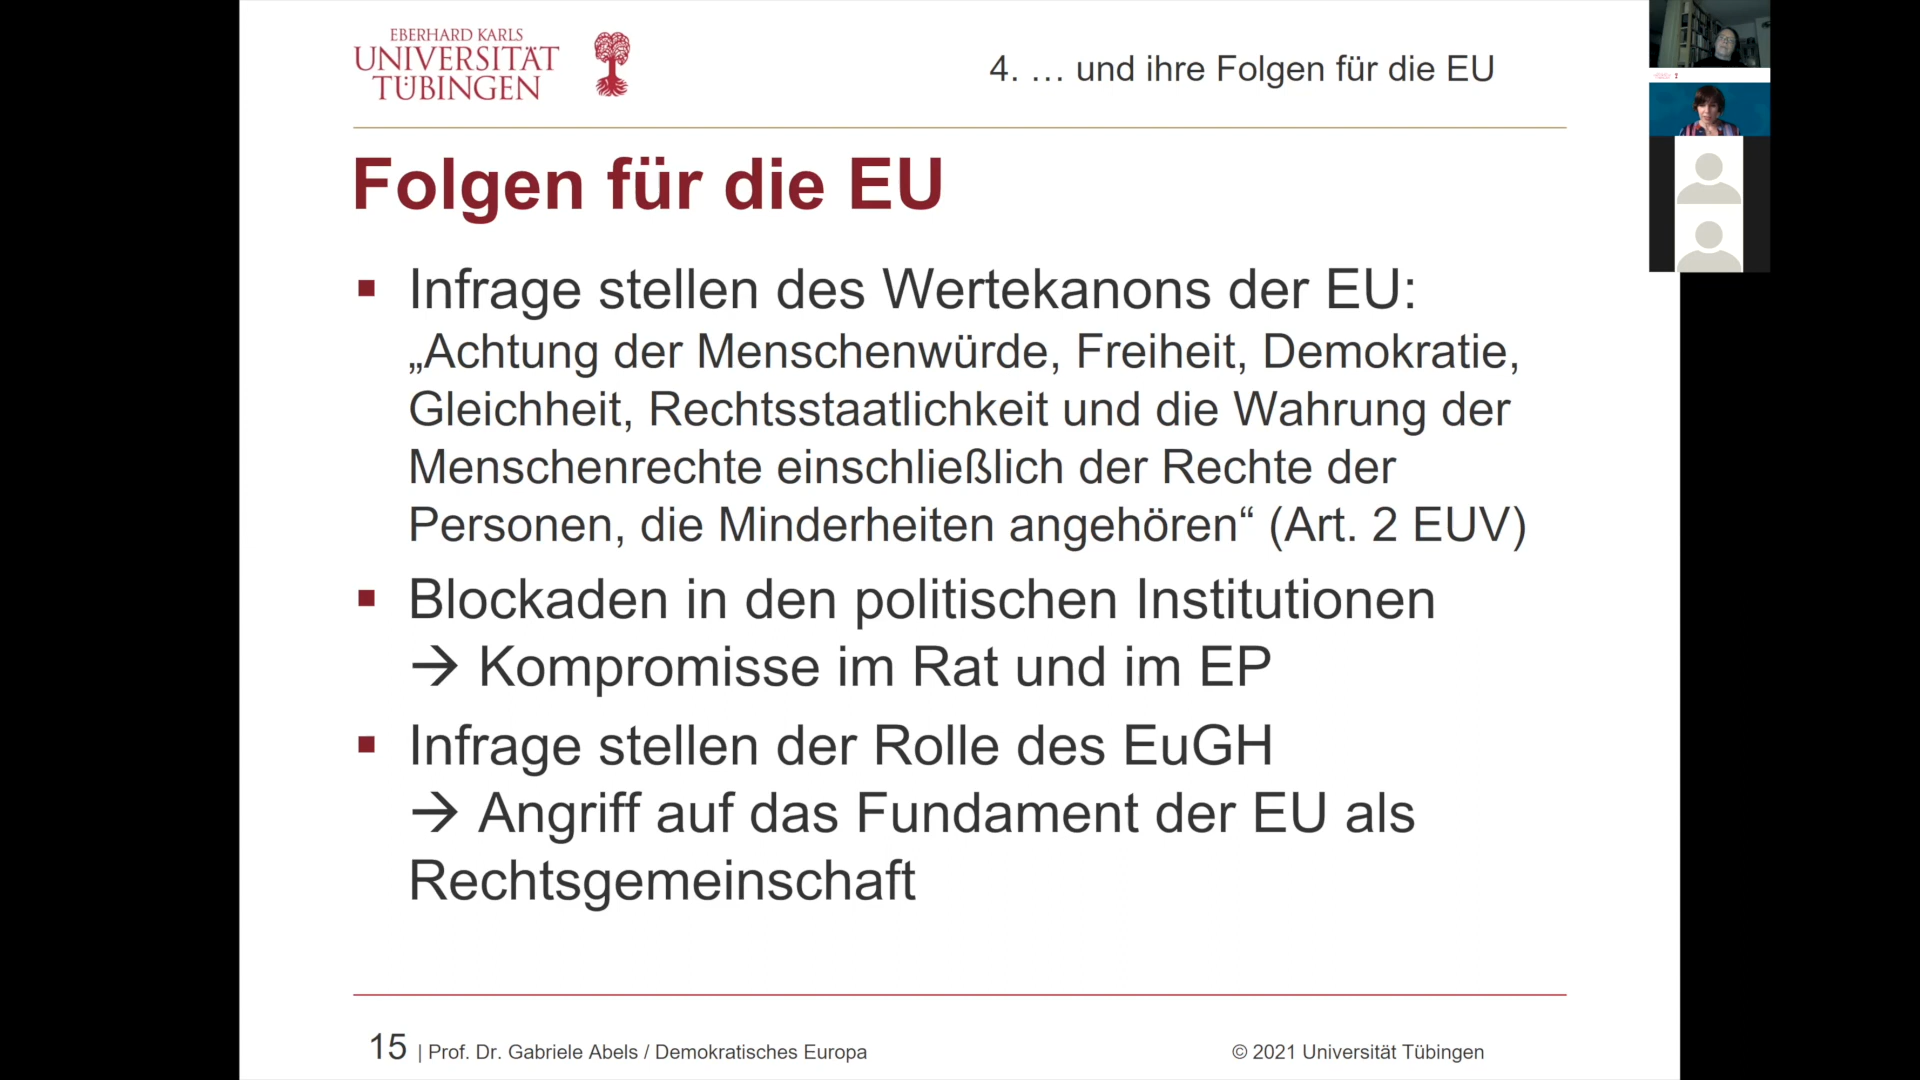 EBERHARD KARLS
UNIVERSITÄT
TÜBINGEN
4. … und ihre Folgen für die EU
Folgen für die EU
▪ Infrage stellen des Wertekanons der EU:
„Achtung der Menschenwürde, Freiheit, Demokratie,
Gleichheit, Rechtsstaatlichkeit und die Wahrung der
Menschenrechte einschließlich der Rechte der
Personen, die Minderheiten angehören“ (Art. 2 EUV)
▪ Blockaden in den politischen Institutionen
→ Kompromisse im Rat und im EP
▪ Infrage stellen der Rolle des EuGH
→ Angriff auf das Fundament der EU als
Rechtsgemeinschaft
15 | Prof. Dr. Gabriele Abels / Demokratisches Europa
© 2021 Universität Tübingen